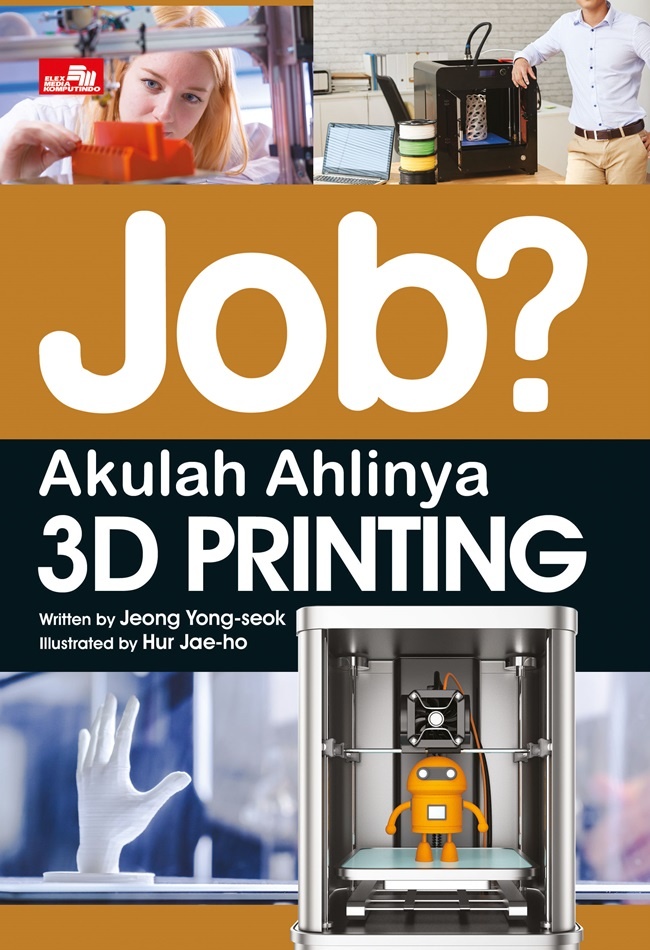 ELEX
MEDIA
KOMPUTINDO
Job?
Akulah Ahlinya
3D PRINTING
Written by Jeong Yong-seok
Illustrated by Hur Jae-ho